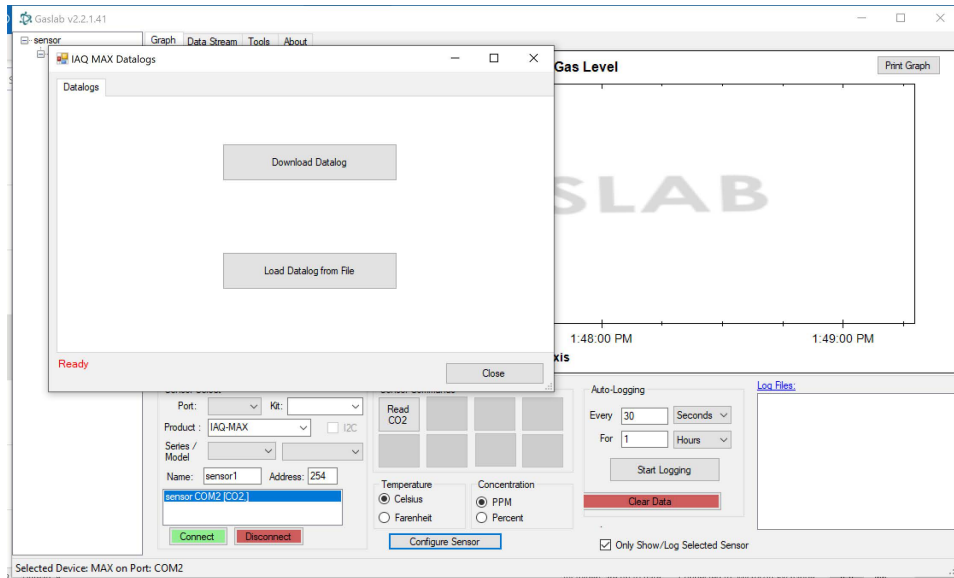 Gaslab v2.2.1.41
sensor
Graph Data Stream Tools About
IAQ MAX Datalogs
Datalogs
Download Datalog
Load Datalog from File
Ready
Close
Gas Level
Print Graph
SLAB
1:48:00 PM 1:49:00 PM
xis
Port: Kit:
Product : IAQ-MAX I2C
Series /
Model
Name: sensor1 Address: 254
sensor COM2 [CO2,]
Connect Disconnect
Read
CO2
Temperature
Celsius
Farenheit
Concentration
PPM
Percent
Configure Sensor
Auto-Logging
Every 30 Seconds
For 1 Hours
Start Logging
Clear Data
Only Show/Log Selected Sensor
Log Files:
Selected Device: MAX on Port: COM2